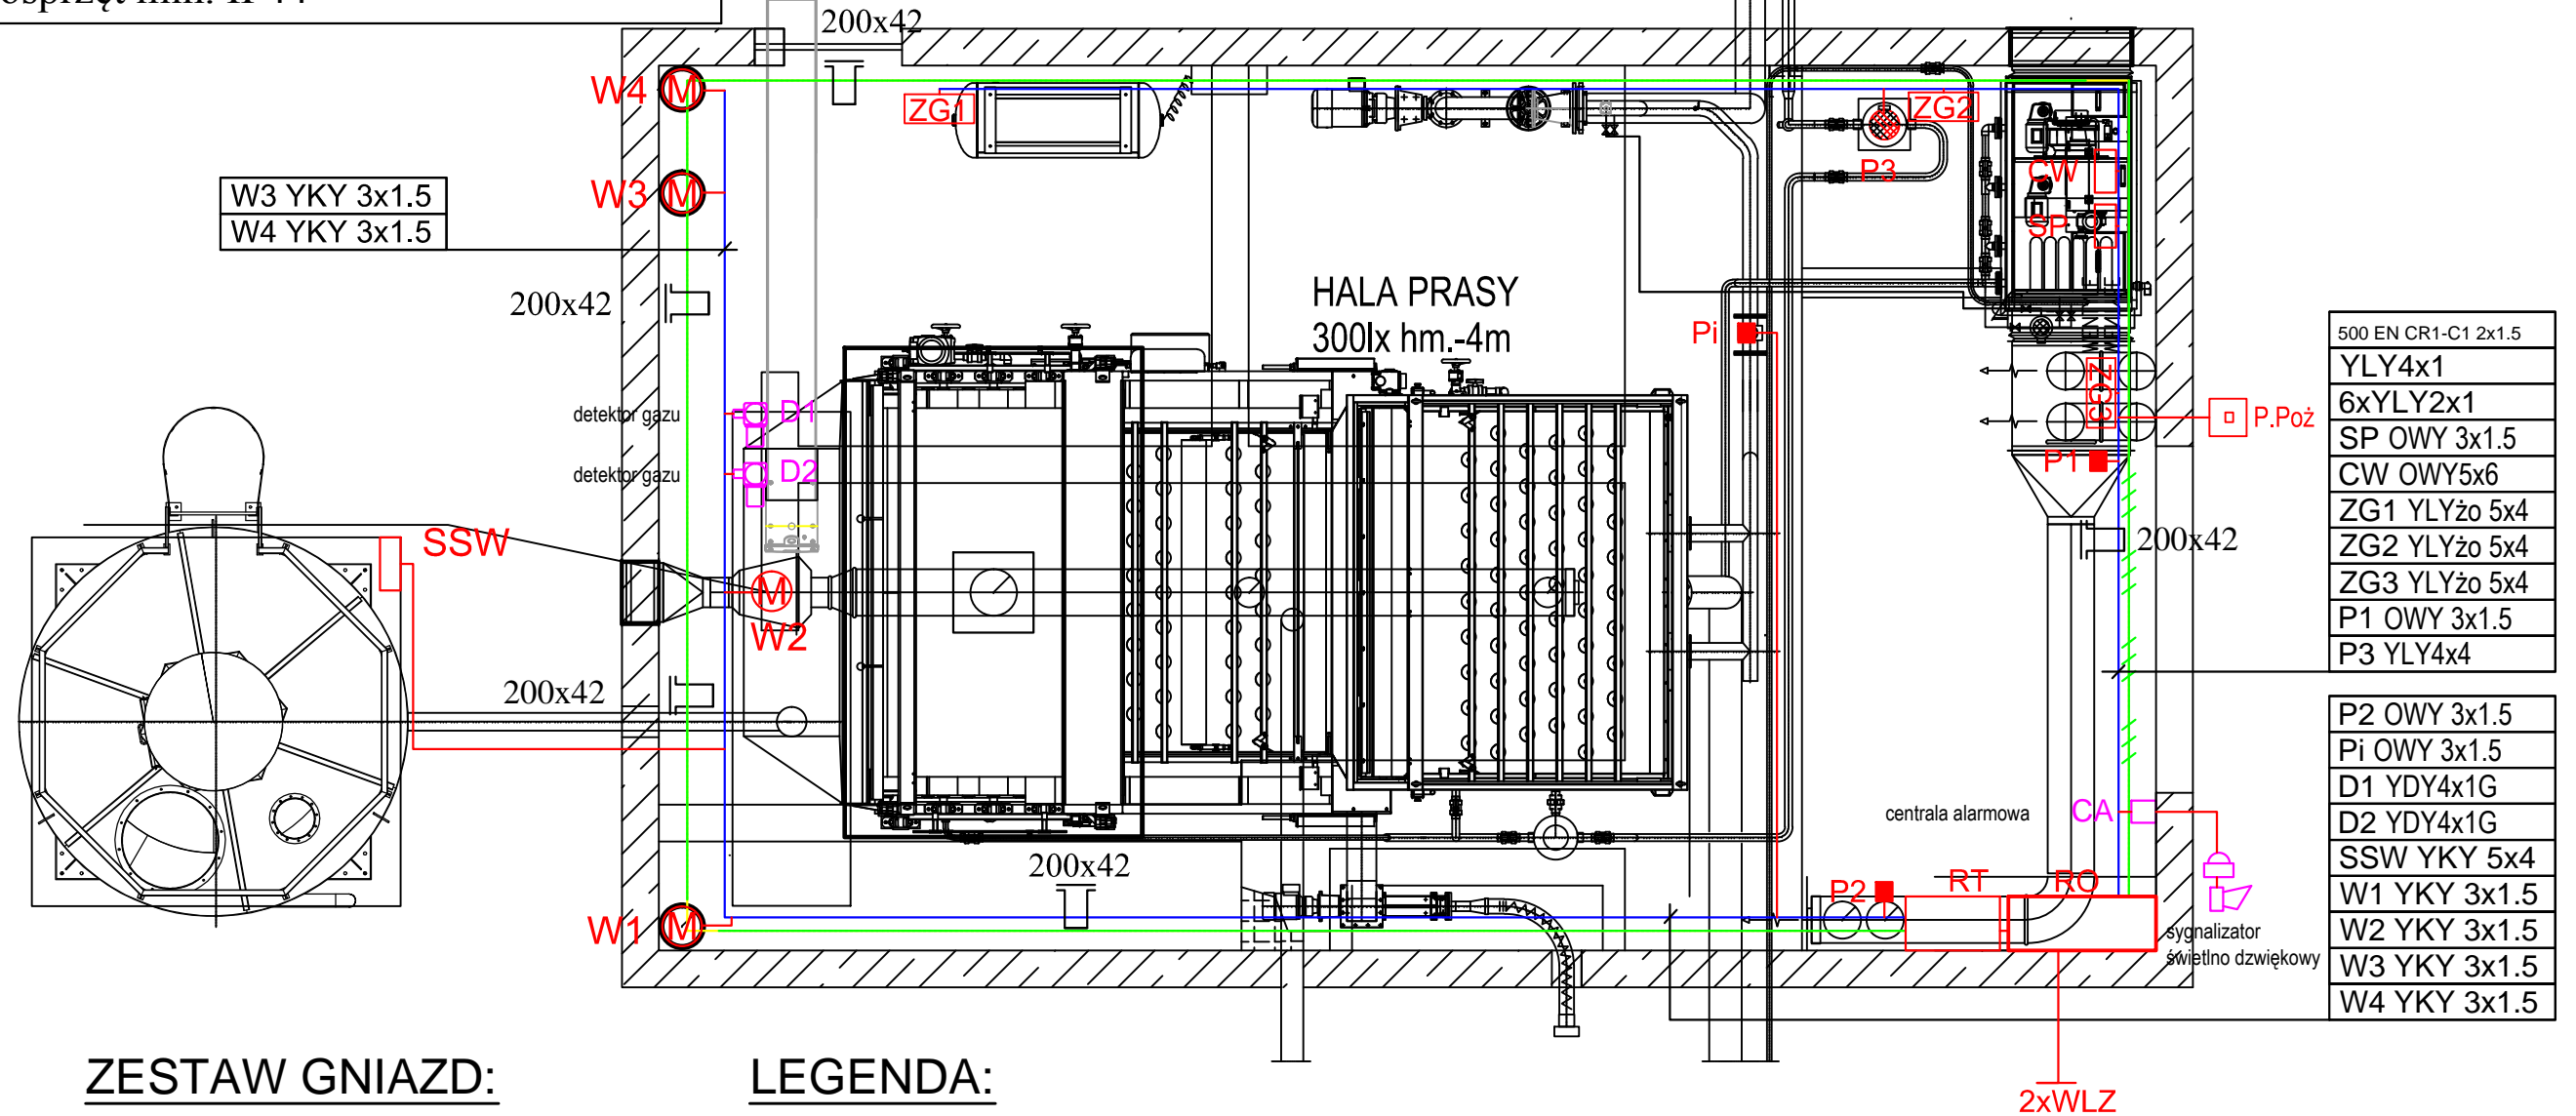 200x42
W4
M
ZG1
ZG2
W3 YKY 3x1.5
W4 YKY 3x1.5
W3
M
P3
CW
SP
200x42
HALA PRASY
300lx hm.-4m
Pi
500 EN CR1-C1 2x1.5
YLY4x1
6xYLY2x1
SP OWY 3x1.5
CW OWY5x6
ZG1 YLYżo 5x4
ZG2 YLYżo 5x4
ZG3 YLYżo 5x4
P1 OWY 3x1.5
P3 YLY4x4
ZG3
P.Poż
detektor gazu
D1
detektor gazu
D2
P1
SSW
200x42
M
W2
200x42
P2 OWY 3x1.5
Pi OWY 3x1.5
D1 YDY4x1G
D2 YDY4x1G
SSW YKY 5x4
W1 YKY 3x1.5
W2 YKY 3x1.5
W3 YKY 3x1.5
W4 YKY 3x1.5
centrala alarmowa
CA
200x42
P2
RT
RO
W1
M
sygnalizator
świetlno dzwiękowy
ZESTAW GNIAZD:
LEGENDA:
2xWLZ